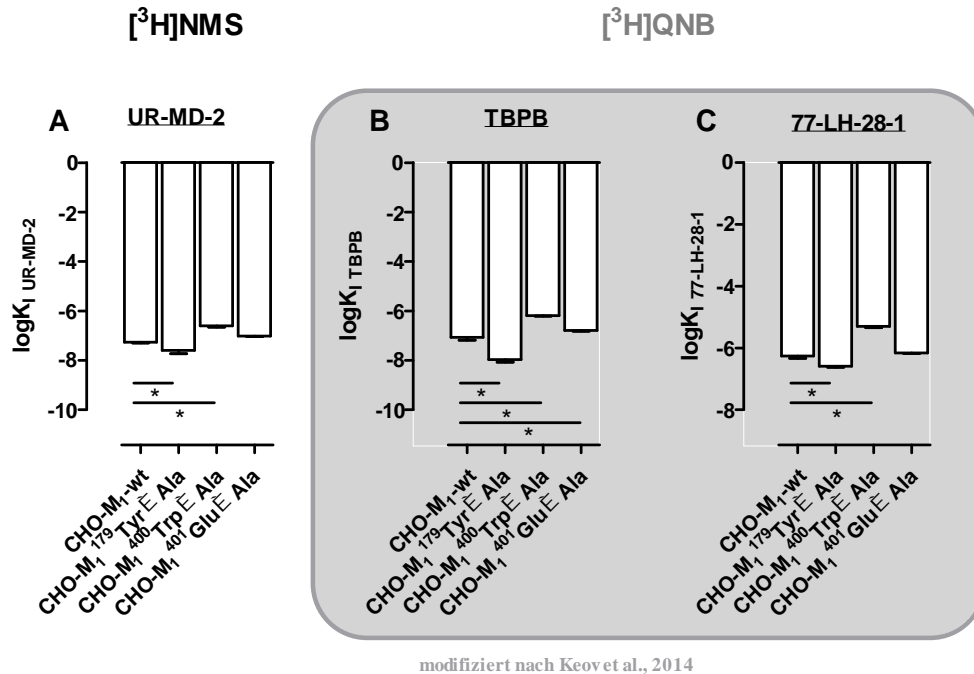 [³H]NMS
[³H]QNB
A
UR-MD-2
B
TBPB
C
77-LH-28-1
0
-2
-4
-6
-8
-10
logK_I UR-MD-2
*
*
CHO-M₁-wt
CHO-M₁ ₁₇₉Tyr È Ala
CHO-M₁ ₄₀₀Trp È Ala
CHO-M₁ ₄₀₁Glu È Ala
0
-2
-4
-6
-8
-10
logK_I TBPB
*
*
*
CHO-M₁-wt
CHO-M₁ ₁₇₉Tyr È Ala
CHO-M₁ ₄₀₀Trp È Ala
CHO-M₁ ₄₀₁Glu È Ala
0
-2
-4
-6
-8
logK_I 77-LH-28-1
*
*
CHO-M₁-wt
CHO-M₁ ₁₇₉Tyr È Ala
CHO-M₁ ₄₀₀Trp È Ala
CHO-M₁ ₄₀₁Glu È Ala
modifiziert nach Keov et al., 2014